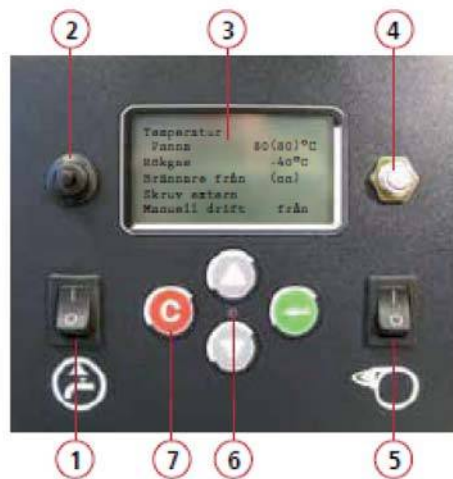 2 3 4
Temperatur
Panna 80(80)°C
Rökgas -40°C
Brännare från
Skruv extern
Manuell drift från
I
O
C
I
O
1 7 6 5